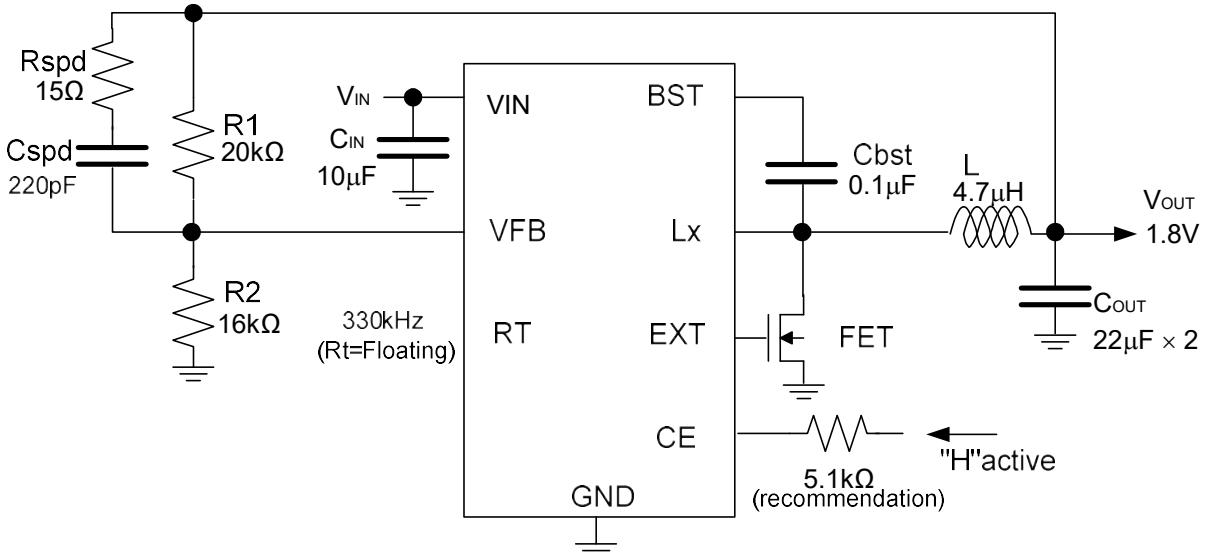 Rspd
15Ω
Cspd
220pF
R1
20kΩ
R2
16kΩ
VIN
CIN
10μF
330kHz
(Rt=Floating)
VIN
VFB
RT
GND
BST
Lx
EXT
CE
Cbst
0.1μF
L
4.7μH
VOUT
1.8V
COUT
22μF × 2
FET
5.1kΩ
(recommendation)
"H"active